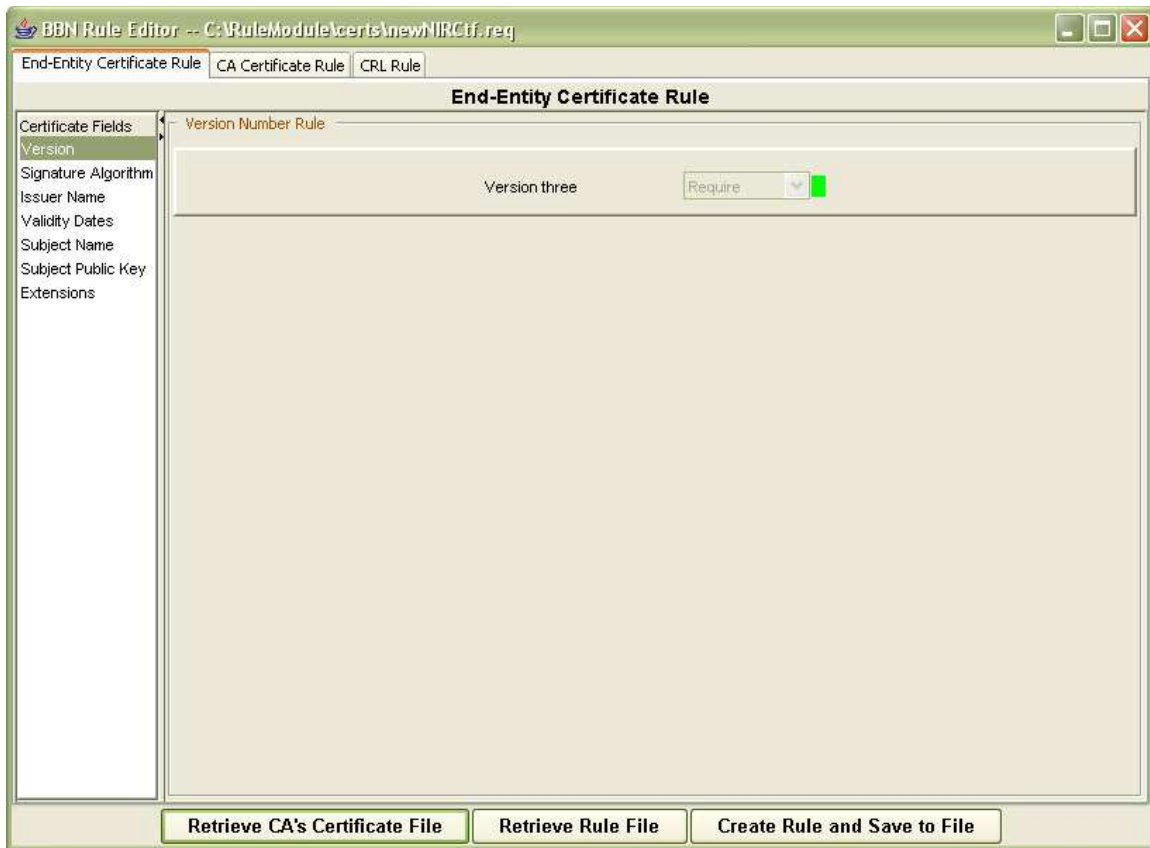 BBN Rule Editor -- C:\RuleModule\certs\newNIRCtf.req
End-Entity Certificate Rule CA Certificate Rule CRL Rule
End-Entity Certificate Rule
Certificate Fields
Version
Signature Algorithm
Issuer Name
Validity Dates
Subject Name
Subject Public Key
Extensions
Version Number Rule
Version three Require
Retrieve CA's Certificate File Retrieve Rule File Create Rule and Save to File